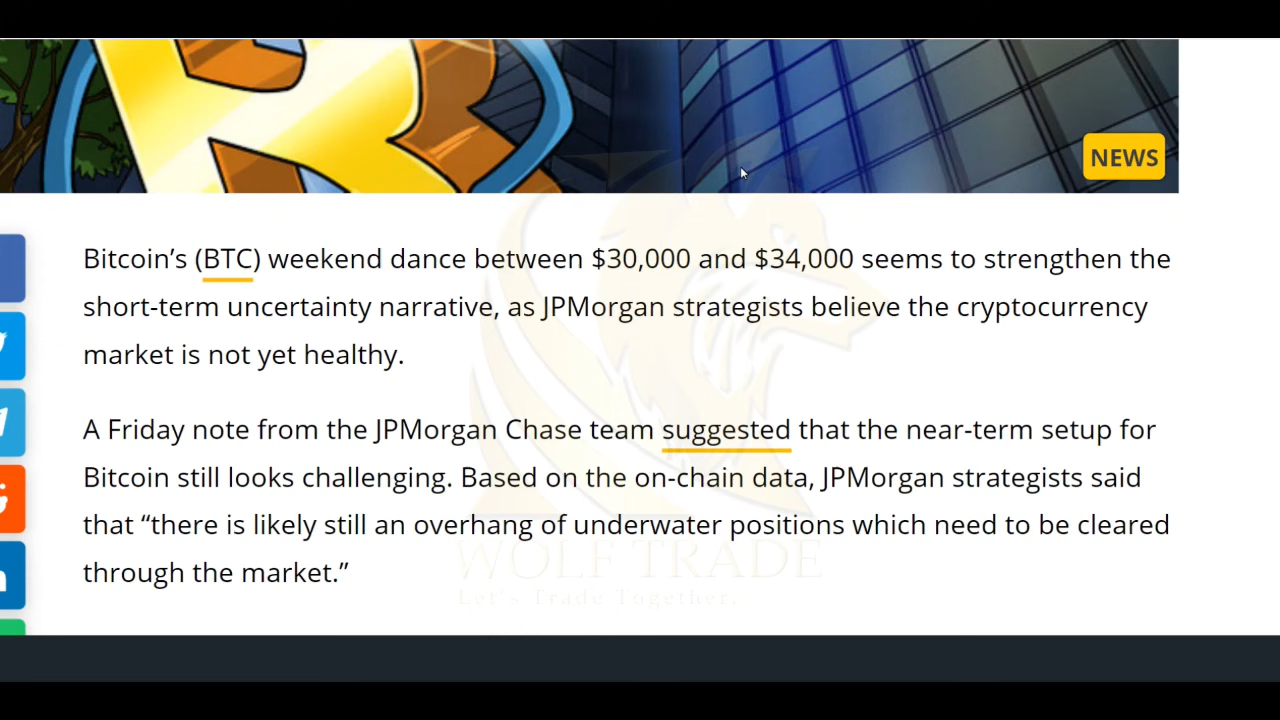 NEWS
Bitcoin’s (BTC) weekend dance between $30,000 and $34,000 seems to strengthen the
short-term uncertainty narrative, as JPMorgan strategists believe the cryptocurrency
market is not yet healthy.
A Friday note from the JPMorgan Chase team suggested that the near-term setup for
Bitcoin still looks challenging. Based on the on-chain data, JPMorgan strategists said
that “there is likely still an overhang of underwater positions which need to be cleared
through the market.”
WOLF TRADE
Let's Trade Together.